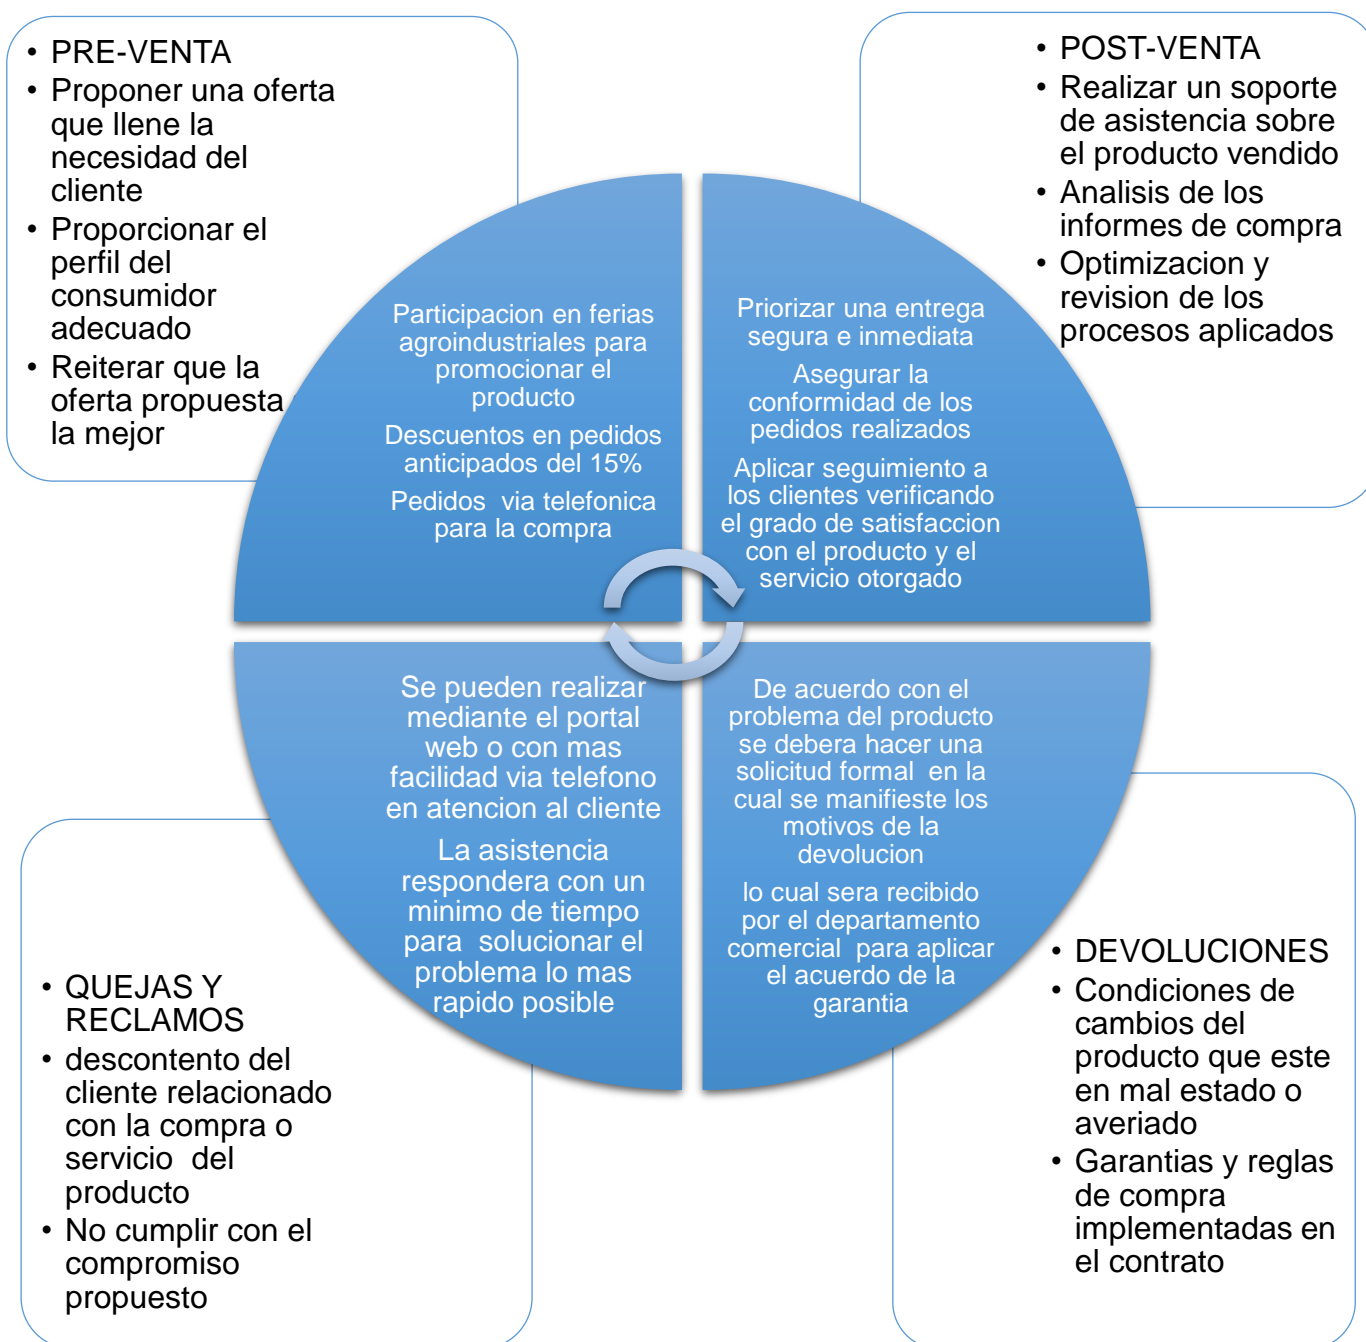 • PRE-VENTA
• Proponer una oferta
que llene la
necesidad del
cliente
• Proporcionar el
perfil del
consumidor
adecuado
• Reiterar que la
oferta propuesta
la mejor
• POST-VENTA
• Realizar un soporte
de asistencia sobre
el producto vendido
• Analisis de los
informes de compra
• Optimizacion y
revision de los
procesos aplicados
Participacion en ferias
agroindustriales para
promocionar el
producto
Descuentos en pedidos
anticipados del 15%
Pedidos via telefonica
para la compra
Priorizar una entrega
segura e inmediata
Asegurar la
conformidad de los
pedidos realizados
Aplicar seguimiento a
los clientes verificando
el grado de satisfaccion
con el producto y el
servicio otorgado
Se pueden realizar
mediante el portal
web o con mas
facilidad via telefono
en atencion al cliente
La asistencia
respondera con un
minimo de tiempo
para solucionar el
problema lo mas
rapido posible
De acuerdo con el
problema del producto
se debera hacer una
solicitud formal en la
cual se manifieste los
motivos de la
devolucion
lo cual sera recibido
por el departamento
comercial para aplicar
el acuerdo de la
garantia
• QUEJAS Y
RECLAMOS
• descontento del
cliente relacionado
con la compra o
servicio del
producto
• No cumplir con el
compromiso
propuesto
• DEVOLUCIONES
• Condiciones de
cambios del
producto que este
en mal estado o
averiado
• Garantias y reglas
de compra
implementadas en
el contrato